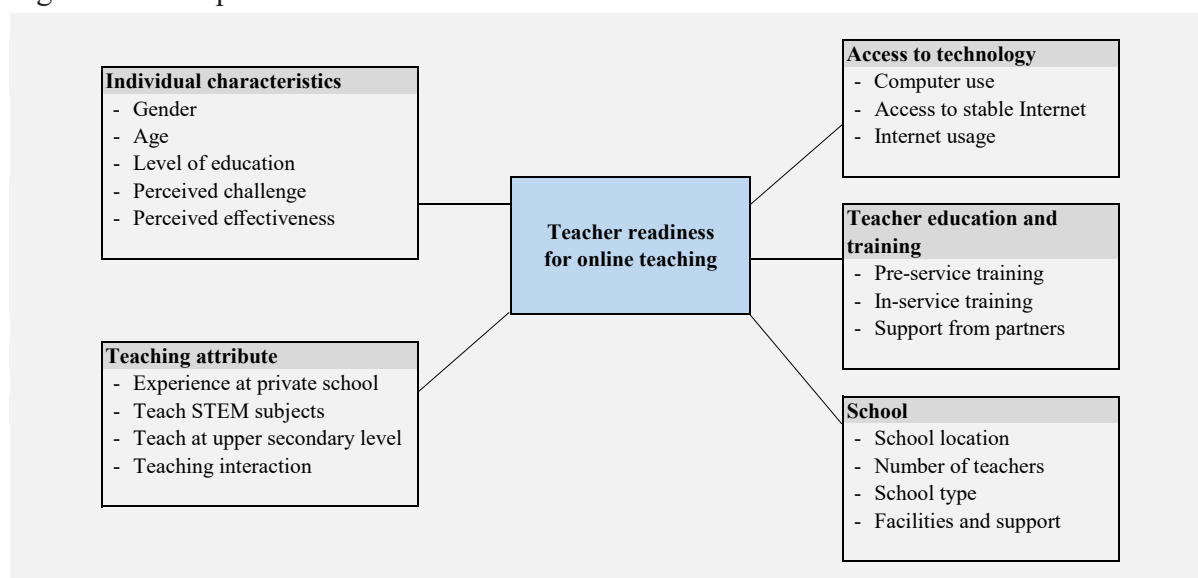 Individual characteristics
- Gender
- Age
- Level of education
- Perceived challenge
- Perceived effectiveness
Teaching attribute
- Experience at private school
- Teach STEM subjects
- Teach at upper secondary level
- Teaching interaction
Teacher readiness
for online teaching
Access to technology
- Computer use
- Access to stable Internet
- Internet usage
Teacher education and
training
- Pre-service training
- In-service training
- Support from partners
School
- School location
- Number of teachers
- School type
- Facilities and support